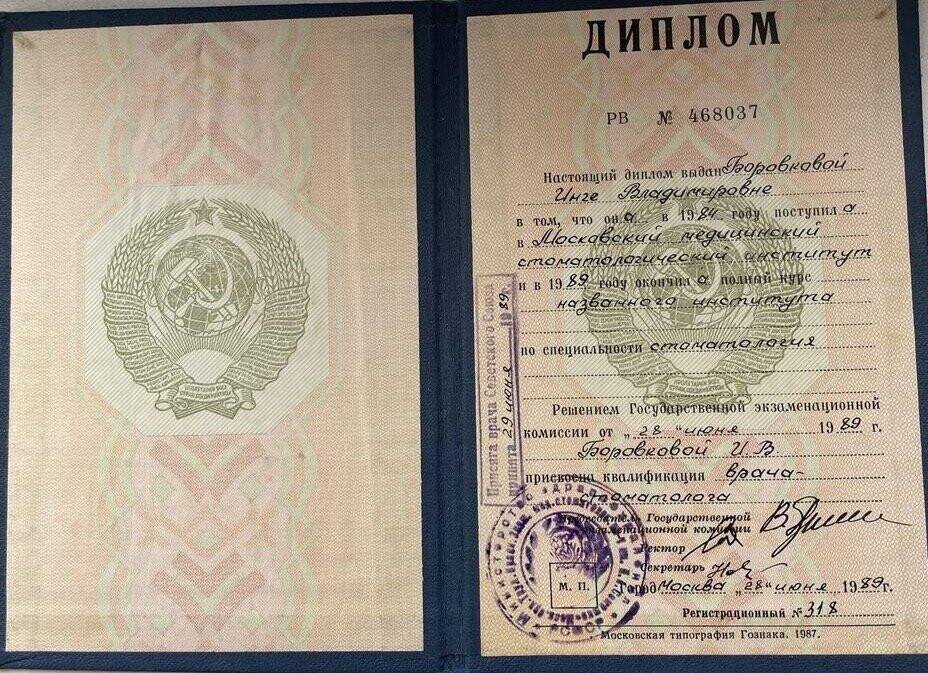 ДИПЛОМ
РВ № 468037
Настоящий диплом выдан Боровковой
Инге Владимировне
в том, что она в 1984 году поступила
в Московский медицинский
стоматологический институт
и в 1989 году окончила полный курс
названного института
по специальности стоматология
Решением Государственной экзаменационной
комиссии от „28“ июня 1989 г.
Боровковой И. В.
присвоена квалификация врача-
стоматолога
Председатель Государственной
экзаменационной комиссии
Ректор
Секретарь
М. П.
Город Москва „28“ июня 1989г.
Регистрационный № 318
Московская типография Гознака. 1987.
Присяга врача Советского Союза
принята 29 июня 1989г.